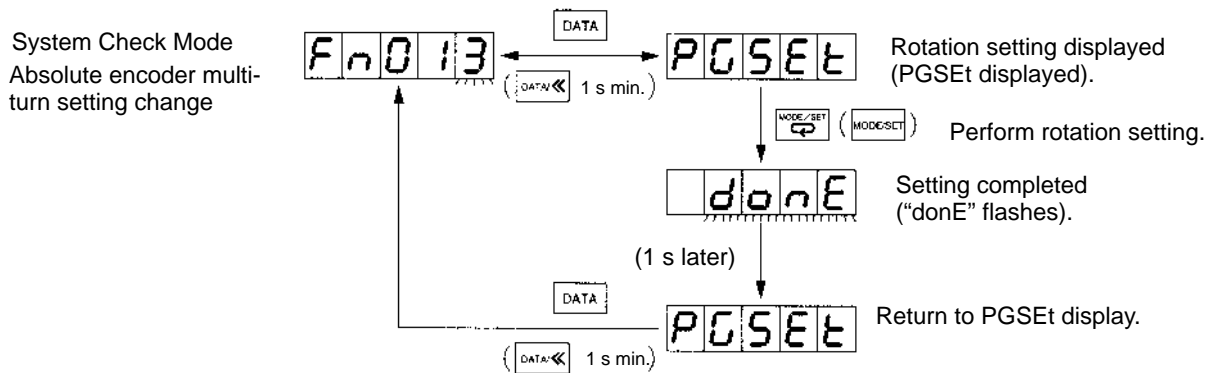 System Check Mode
Absolute encoder multi-
turn setting change
Fn013
DATA
(DATA/≪ 1 s min.)
PGSEt
Rotation setting displayed
(PGSEt displayed).
MODE/SET (MODE/SET)
Perform rotation setting.
donE
Setting completed
(“donE” flashes).
(1 s later)
DATA
(DATA/≪ 1 s min.)
PGSEt
Return to PGSEt display.